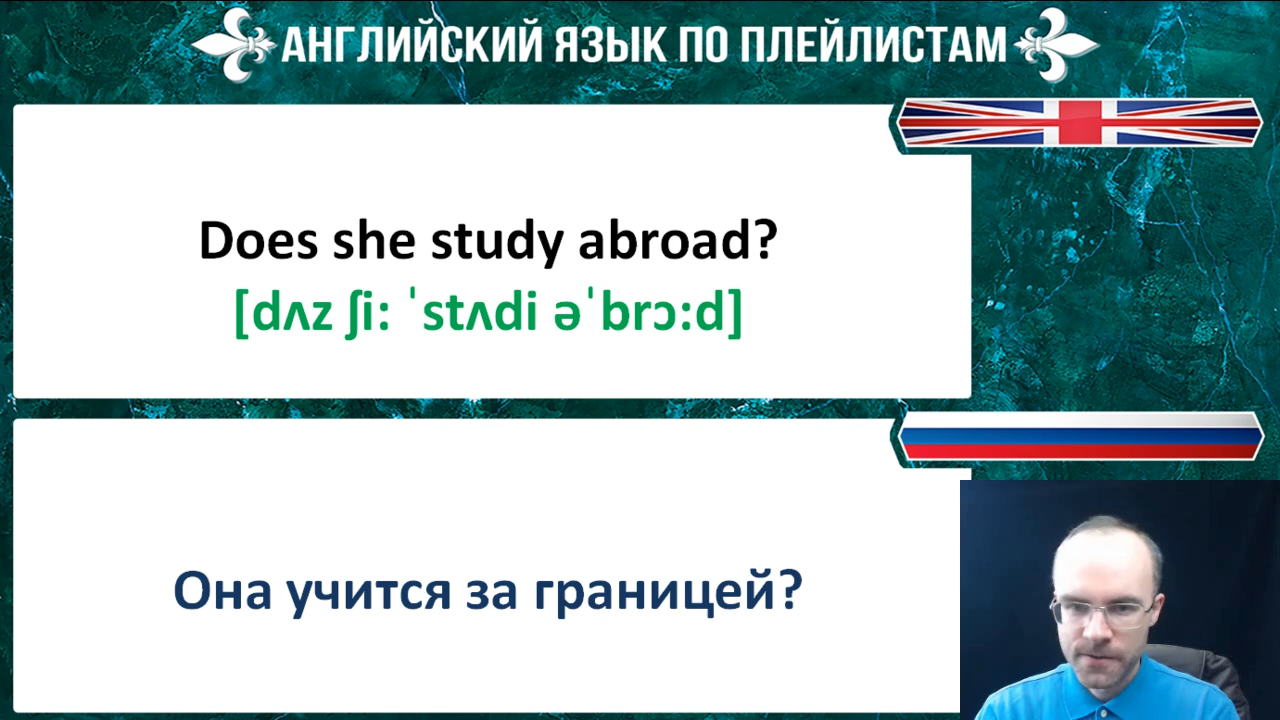 АНГЛИЙСКИЙ ЯЗЫК ПО ПЛЕЙЛИСТАМ
Does she study abroad?
[dʌz ʃi: ˈstʌdi əˈbrɔ:d]
Она учится за границей?